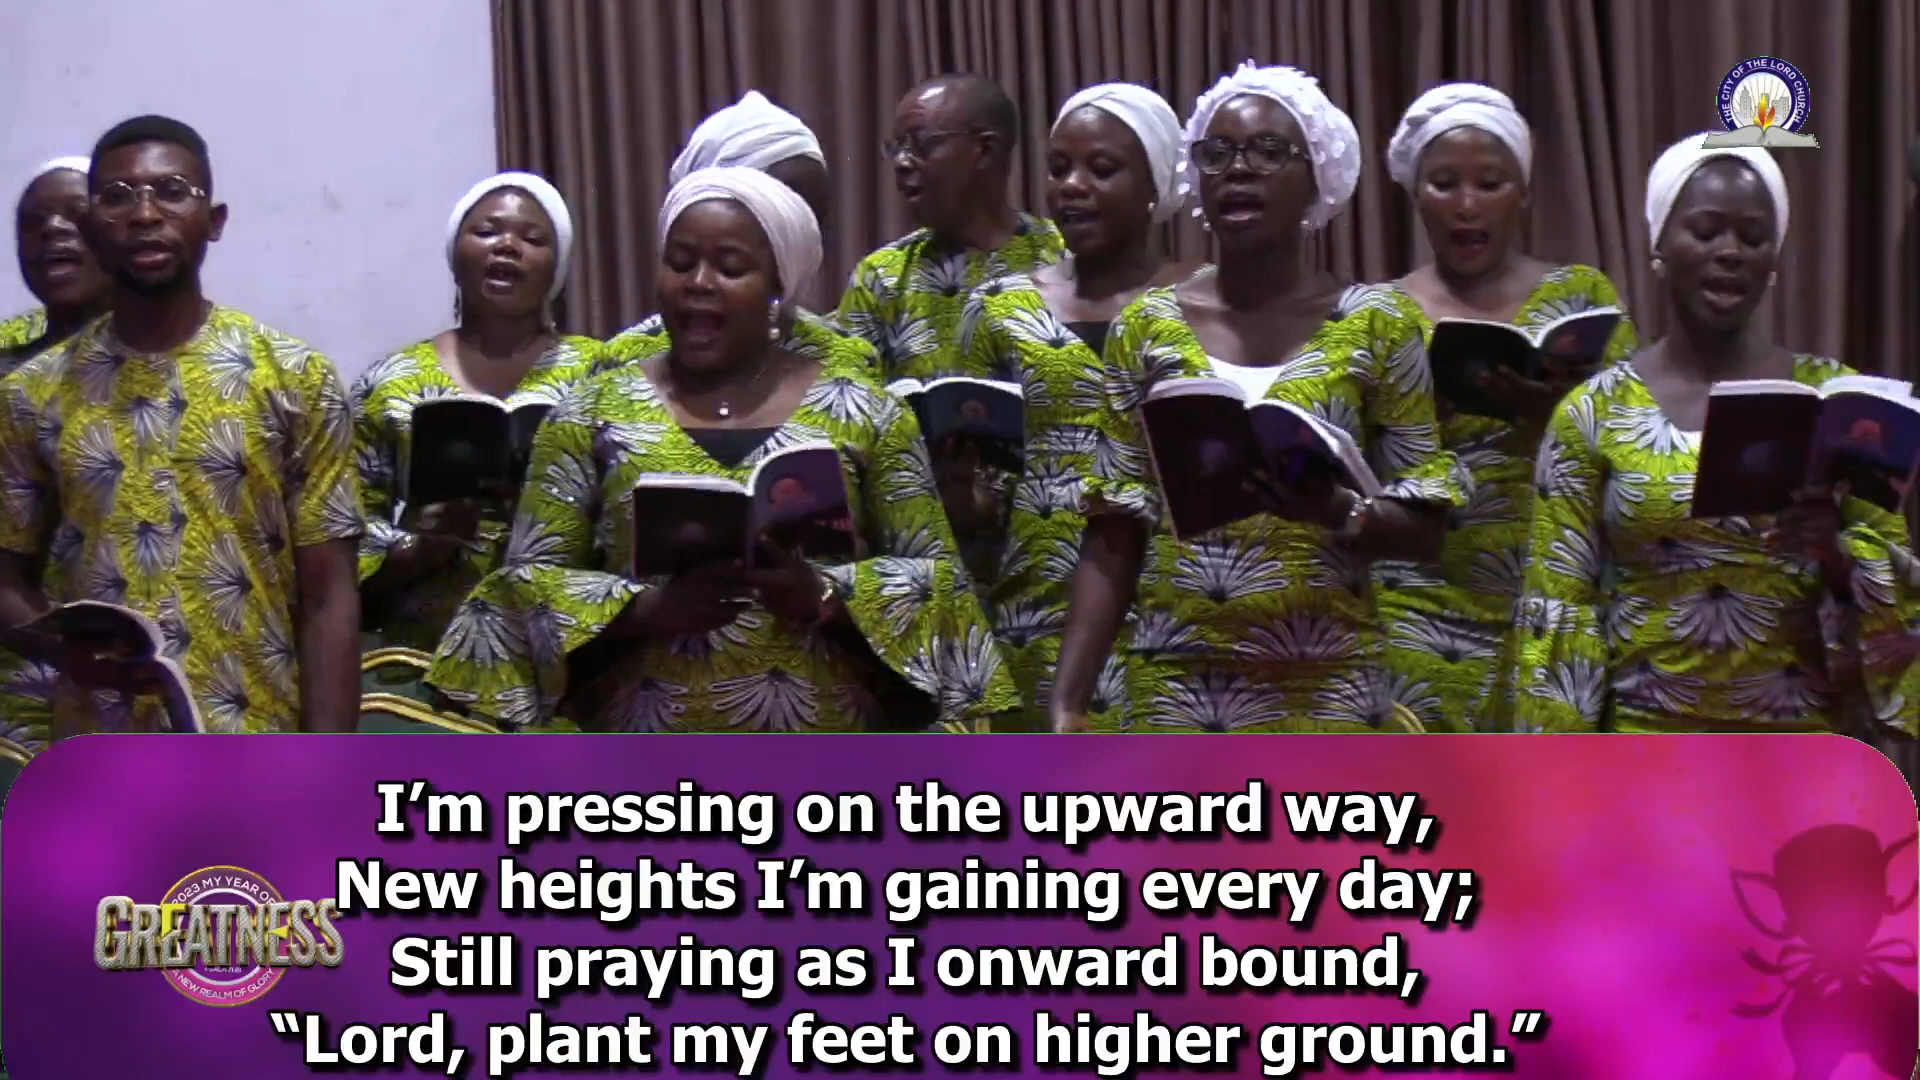 THE CITY OF THE LORD CHURCH
I’m pressing on the upward way,
New heights I’m gaining every day;
Still praying as I onward bound,
“Lord, plant my feet on higher ground.”
2023 MY YEAR OF
GREATNESS
A NEW REALM OF GLORY